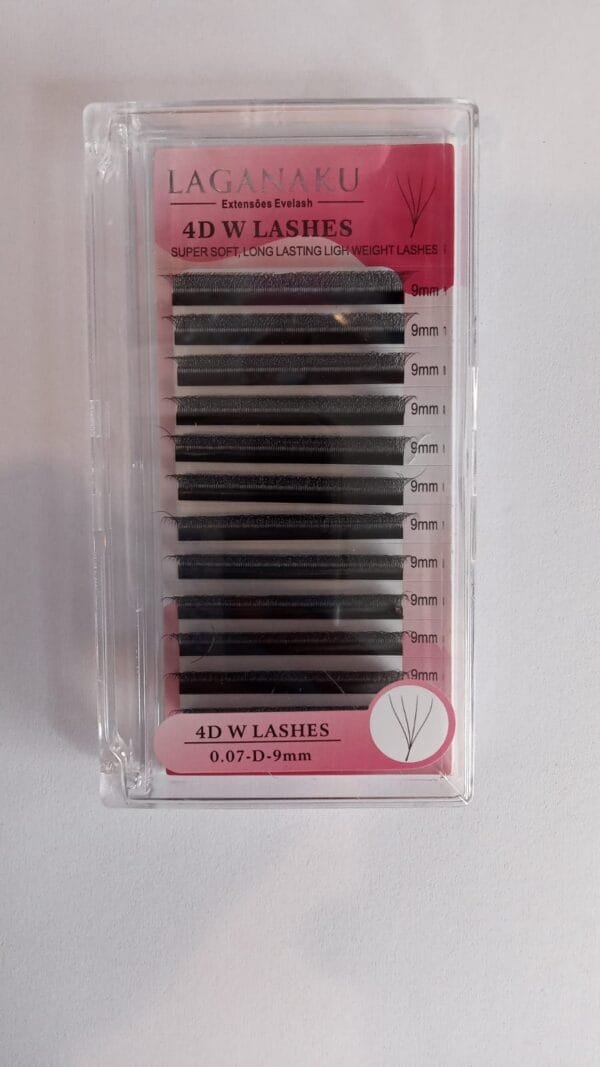 LAGANAKU
Extensões Evelash
4D W LASHES
SUPER SOFT, LONG LASTING LIGH WEIGHT LASHES
9mm
9mm
9mm
9mm
9mm
9mm
9mm
9mm
9mm
9mm
9mm
4D W LASHES
0.07-D-9mm